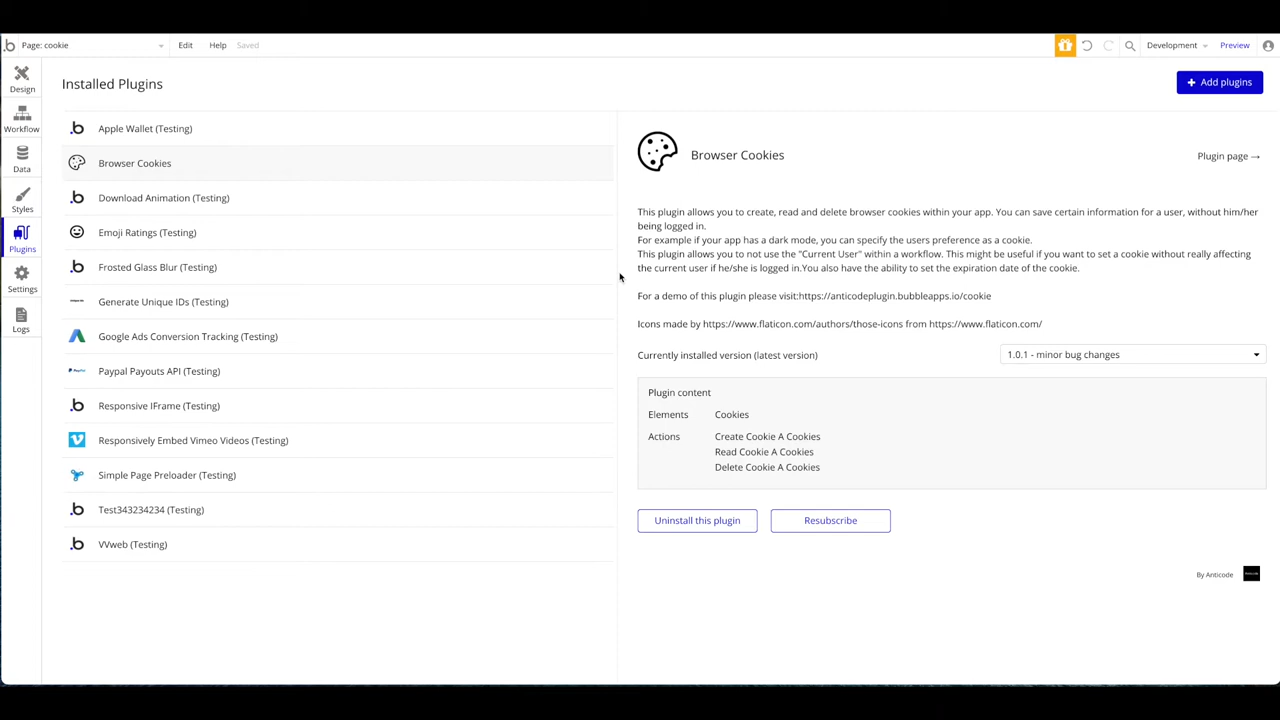 Page: cookie
Edit
Help
Saved
Development
Preview
Design
Workflow
Data
Styles
Plugins
Settings
Logs
Installed Plugins
+ Add plugins
Apple Wallet (Testing)
Browser Cookies
Download Animation (Testing)
Emoji Ratings (Testing)
Frosted Glass Blur (Testing)
Generate Unique IDs (Testing)
Google Ads Conversion Tracking (Testing)
Paypal Payouts API (Testing)
Responsive IFrame (Testing)
Responsively Embed Vimeo Videos (Testing)
Simple Page Preloader (Testing)
Test343234234 (Testing)
VVweb (Testing)
Browser Cookies
Plugin page →
This plugin allows you to create, read and delete browser cookies within your app. You can save certain information for a user, without him/her
being logged in.
For example if your app has a dark mode, you can specify the users preference as a cookie.
This plugin allows you to not use the "Current User" within a workflow. This might be useful if you want to set a cookie without really affecting
the current user if he/she is logged in.You also have the ability to set the expiration date of the cookie.
For a demo of this plugin please visit:https://anticodeplugin.bubbleapps.io/cookie
Icons made by https://www.flaticon.com/authors/those-icons from https://www.flaticon.com/
Currently installed version (latest version)
1.0.1 - minor bug changes
Plugin content
Elements
Cookies
Actions
Create Cookie A Cookies
Read Cookie A Cookies
Delete Cookie A Cookies
Uninstall this plugin
Resubscribe
By Anticode